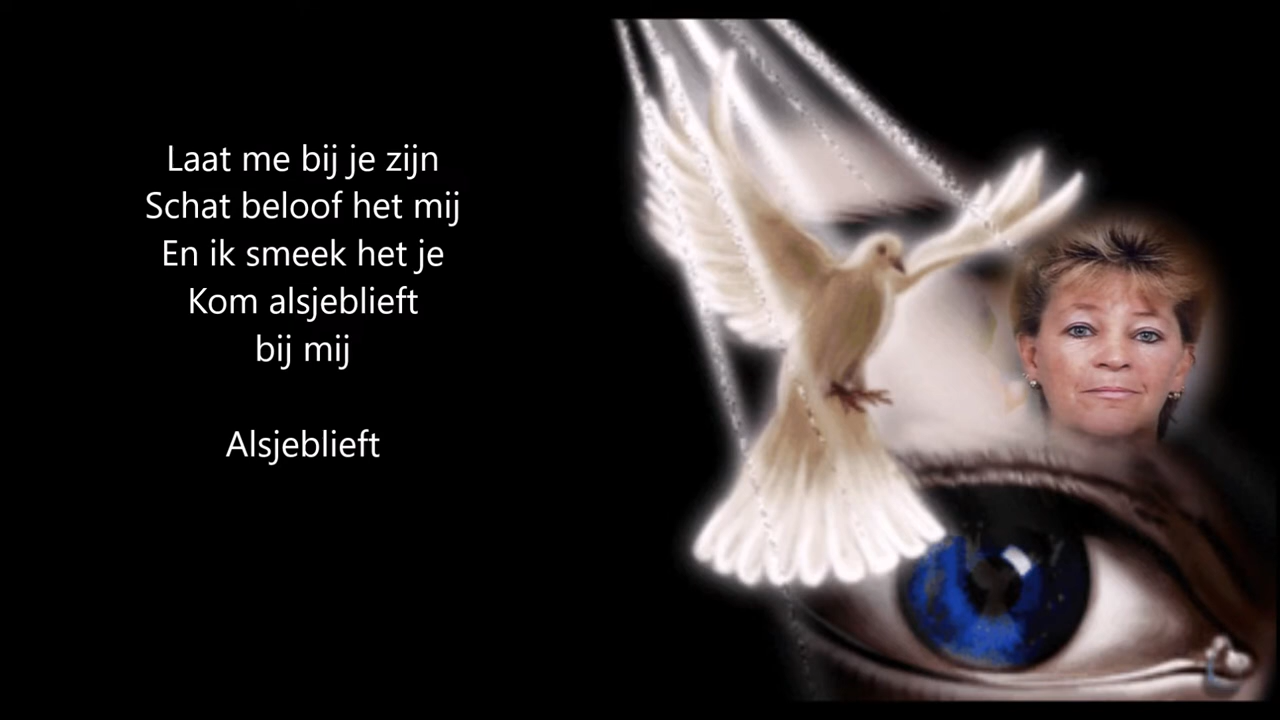 Laat me bij je zijn
Schat beloof het mij
En ik smeek het je
Kom alsjeblieft
bij mij
Alsjeblieft